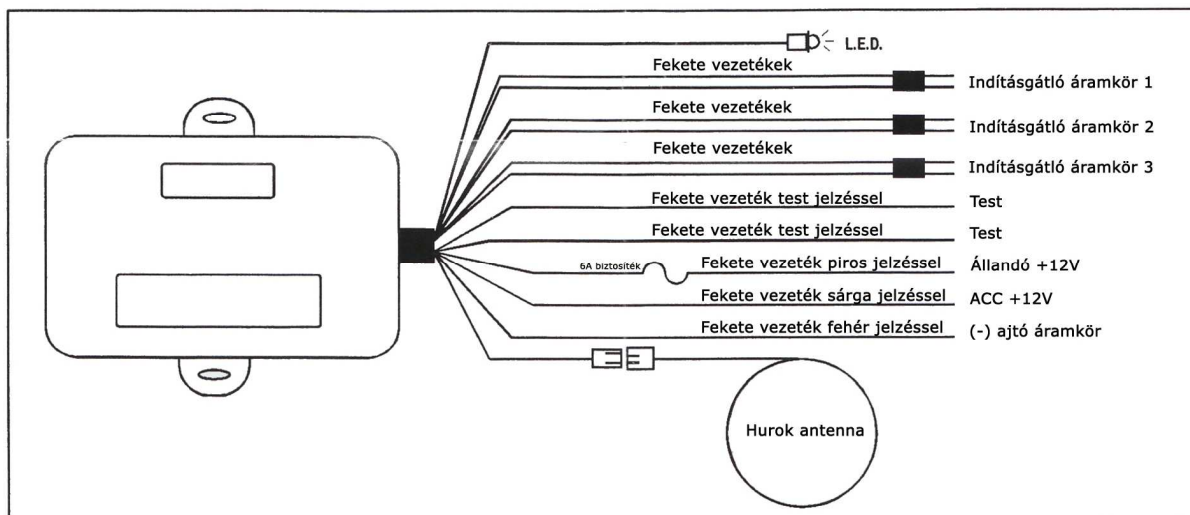 L.E.D.
Fekete vezetékek
Indításgátló áramkör 1
Fekete vezetékek
Indításgátló áramkör 2
Fekete vezetékek
Indításgátló áramkör 3
Fekete vezeték test jelzéssel Test
Fekete vezeték test jelzéssel Test
6A biztosíték Fekete vezeték piros jelzéssel Állandó +12V
Fekete vezeték sárga jelzéssel ACC +12V
Fekete vezeték fehér jelzéssel (-) ajtó áramkör
Hurok antenna